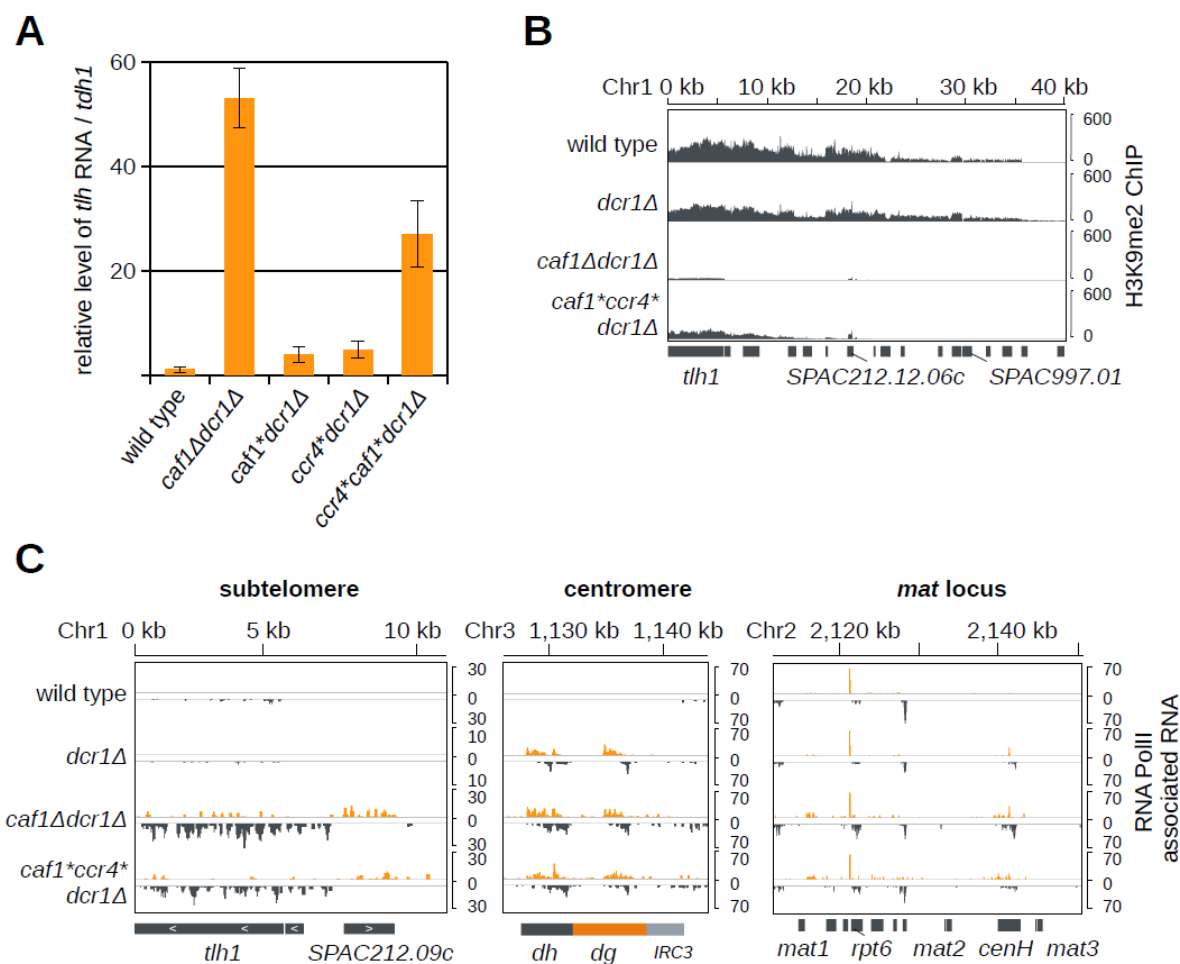 A
60
40
20
relative level of tlh RNA / tdh1
wild type
caf1Δdcr1Δ
caf1*dcr1Δ
ccr4*dcr1Δ
ccr4*caf1*dcr1Δ
B
Chr1 0 kb 10 kb 20 kb 30 kb 40 kb
wild type
600
0
dcr1Δ
600
0
caf1Δdcr1Δ
600
0
caf1*ccr4*
dcr1Δ
600
0
H3K9me2 ChIP
tlh1 SPAC212.12.06c SPAC997.01
C
subtelomere centromere mat locus
Chr1 0 kb 5 kb 10 kb Chr3 1,130 kb 1,140 kb Chr2 2,120 kb 2,140 kb
wild type
30 0 30
70 0 70
70 0 70
dcr1Δ
10 0 10
70 0 70
70 0 70
caf1Δdcr1Δ
30 0 30
70 0 70
70 0 70
caf1*ccr4*
dcr1Δ
30 0 30
70 0 70
70 0 70
RNA PolII
associated RNA
< < < >
tlh1 SPAC212.09c dh dg IRC3 mat1 rpt6 mat2 cenH mat3